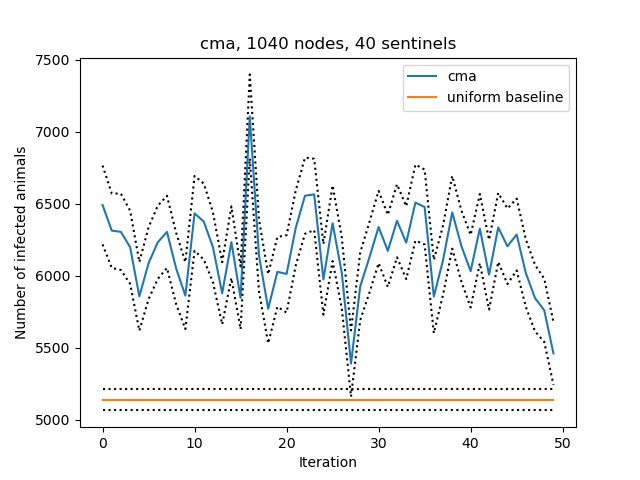 cma, 1040 nodes, 40 sentinels
7500
7000
6500
6000
5500
5000
Number of infected animals
cma
uniform baseline
0
10
20
30
40
50
Iteration